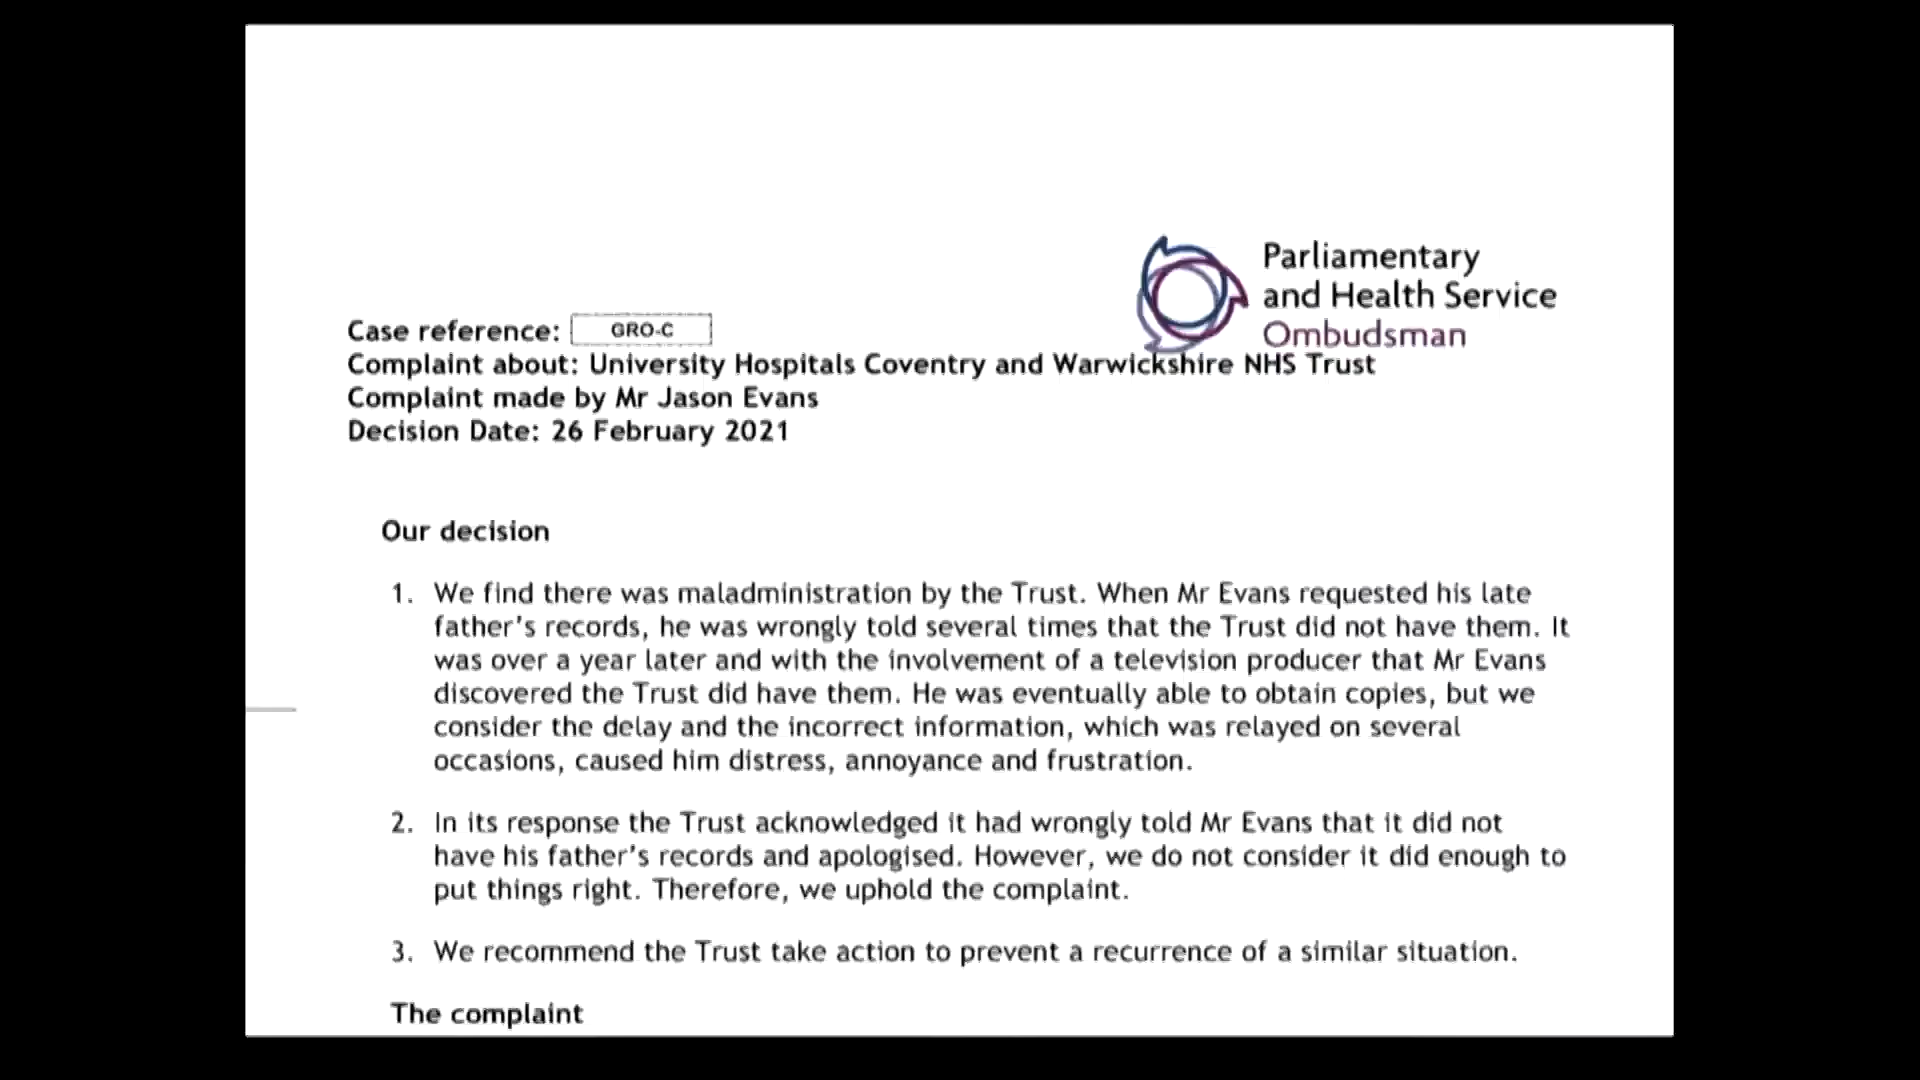 Parliamentary
and Health Service
Ombudsman
Case reference: GRO-C
Complaint about: University Hospitals Coventry and Warwickshire NHS Trust
Complaint made by Mr Jason Evans
Decision Date: 26 February 2021
Our decision
1. We find there was maladministration by the Trust. When Mr Evans requested his late
father's records, he was wrongly told several times that the Trust did not have them. It
was over a year later and with the involvement of a television producer that Mr Evans
discovered the Trust did have them. He was eventually able to obtain copies, but we
consider the delay and the incorrect information, which was relayed on several
occasions, caused him distress, annoyance and frustration.
2. In its response the Trust acknowledged it had wrongly told Mr Evans that it did not
have his father's records and apologised. However, we do not consider it did enough to
put things right. Therefore, we uphold the complaint.
3. We recommend the Trust take action to prevent a recurrence of a similar situation.
The complaint